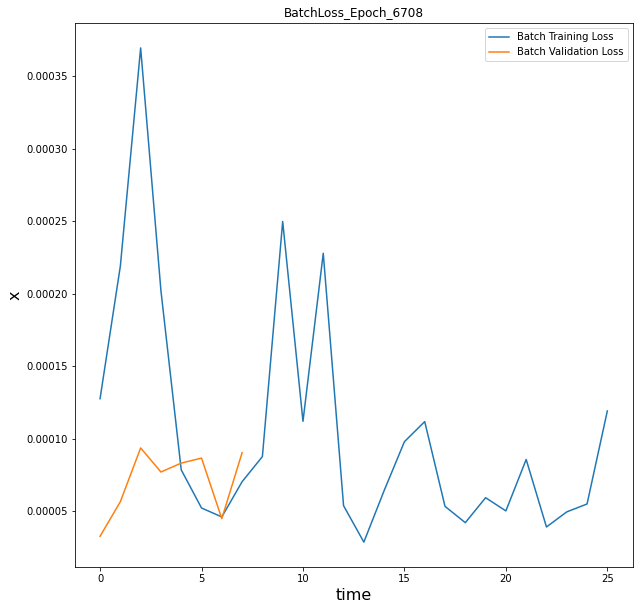 BatchLoss_Epoch_6708
Batch Training Loss
Batch Validation Loss
0.00035
0.00030
0.00025
0.00020
0.00015
0.00010
0.00005
x
0
5
10
15
20
25
time